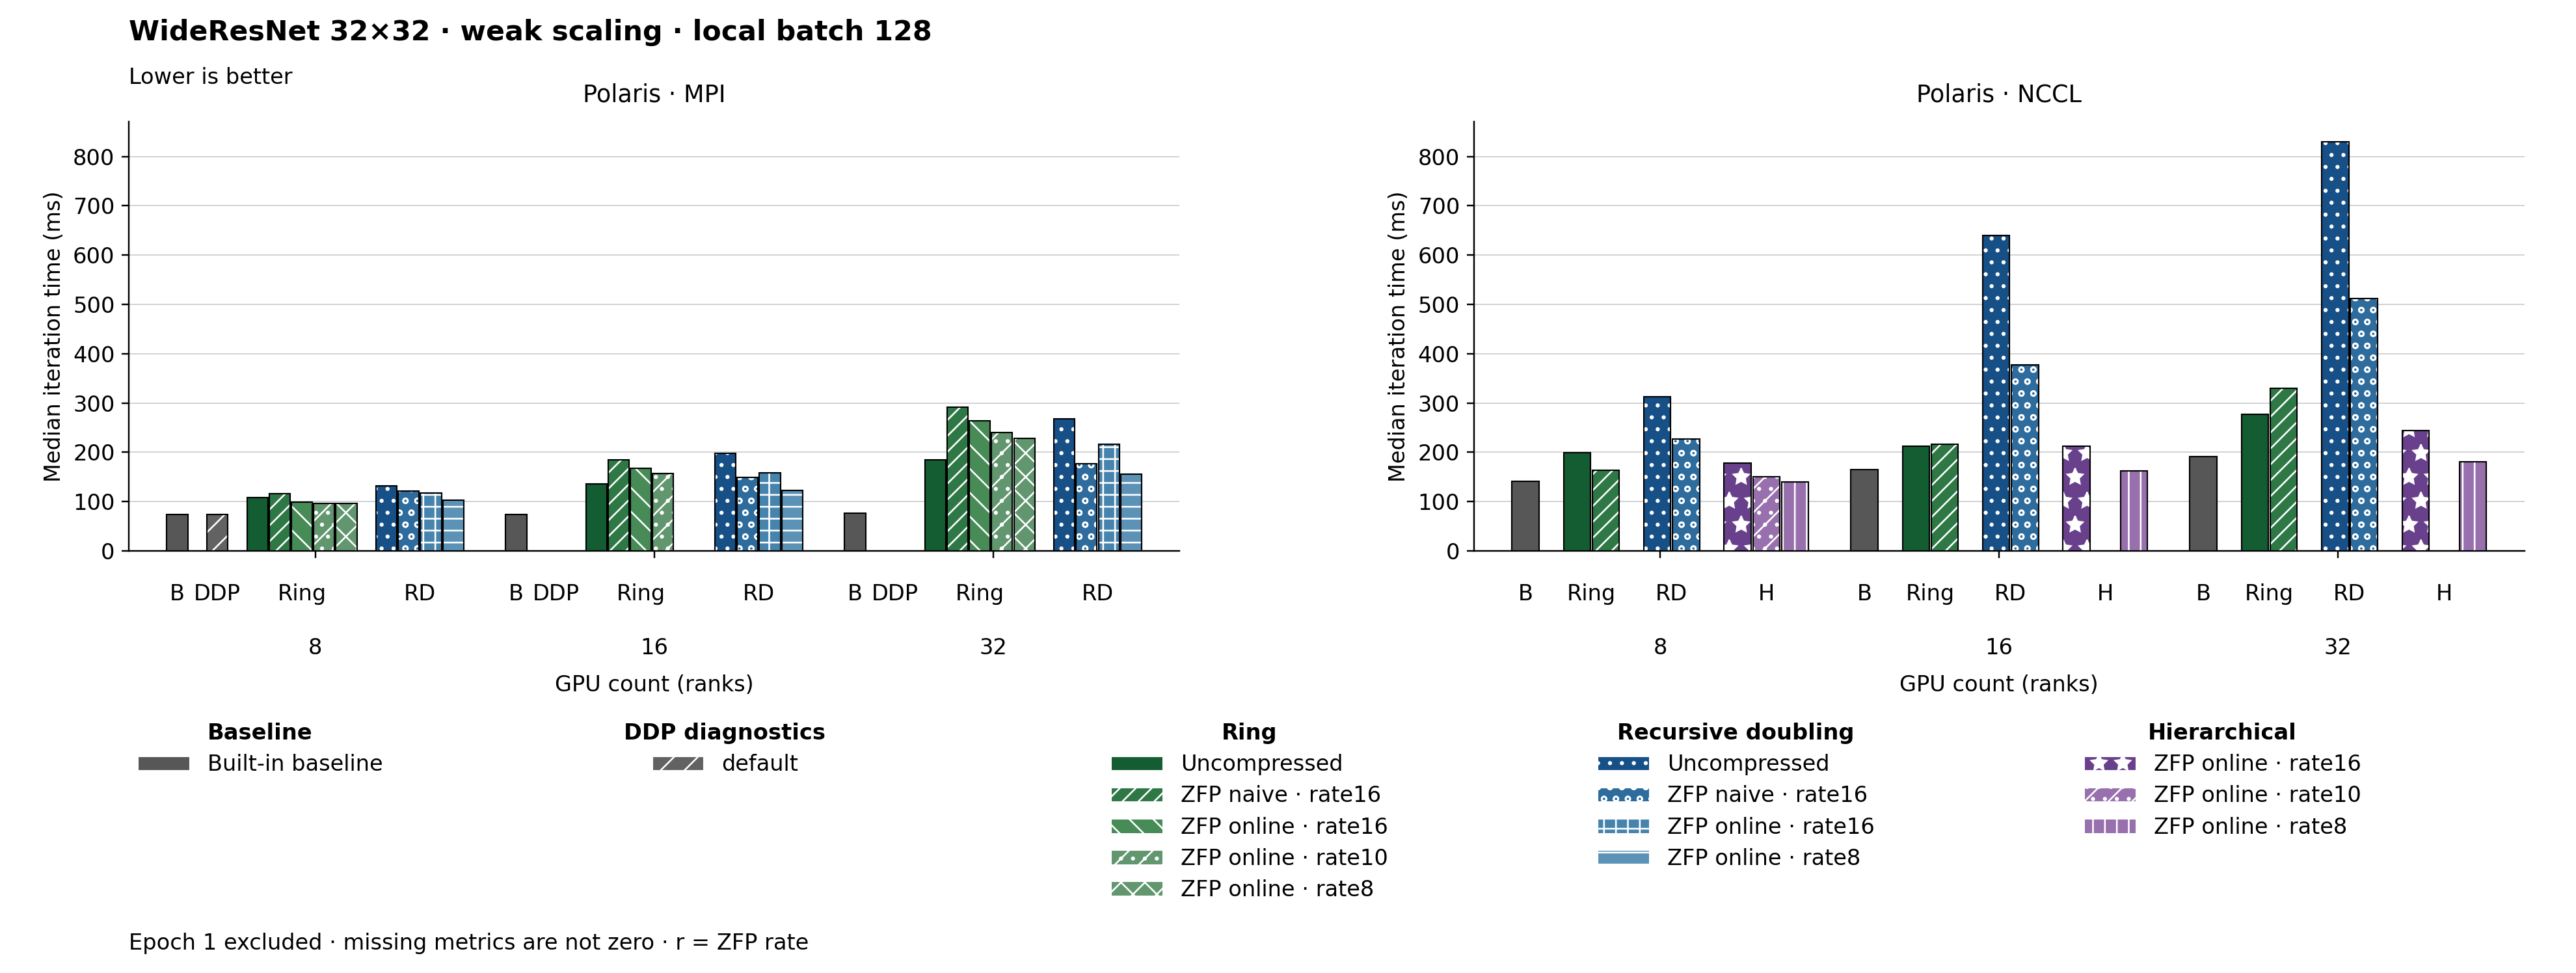 WideResNet 32×32 · weak scaling · local batch 128
Lower is better
Polaris · MPI
Median iteration time (ms)
800
700
600
500
400
300
200
100
0
B DDP Ring RD B DDP Ring RD B DDP Ring RD
8 16 32
GPU count (ranks)
Polaris · NCCL
Median iteration time (ms)
800
700
600
500
400
300
200
100
0
B Ring RD H B Ring RD H B Ring RD H
8 16 32
GPU count (ranks)
Baseline
Built-in baseline
DDP diagnostics
default
Ring
Uncompressed
ZFP naive · rate16
ZFP online · rate16
ZFP online · rate10
ZFP online · rate8
Recursive doubling
Uncompressed
ZFP naive · rate16
ZFP online · rate16
ZFP online · rate8
Hierarchical
ZFP online · rate16
ZFP online · rate10
ZFP online · rate8
Epoch 1 excluded · missing metrics are not zero · r = ZFP rate